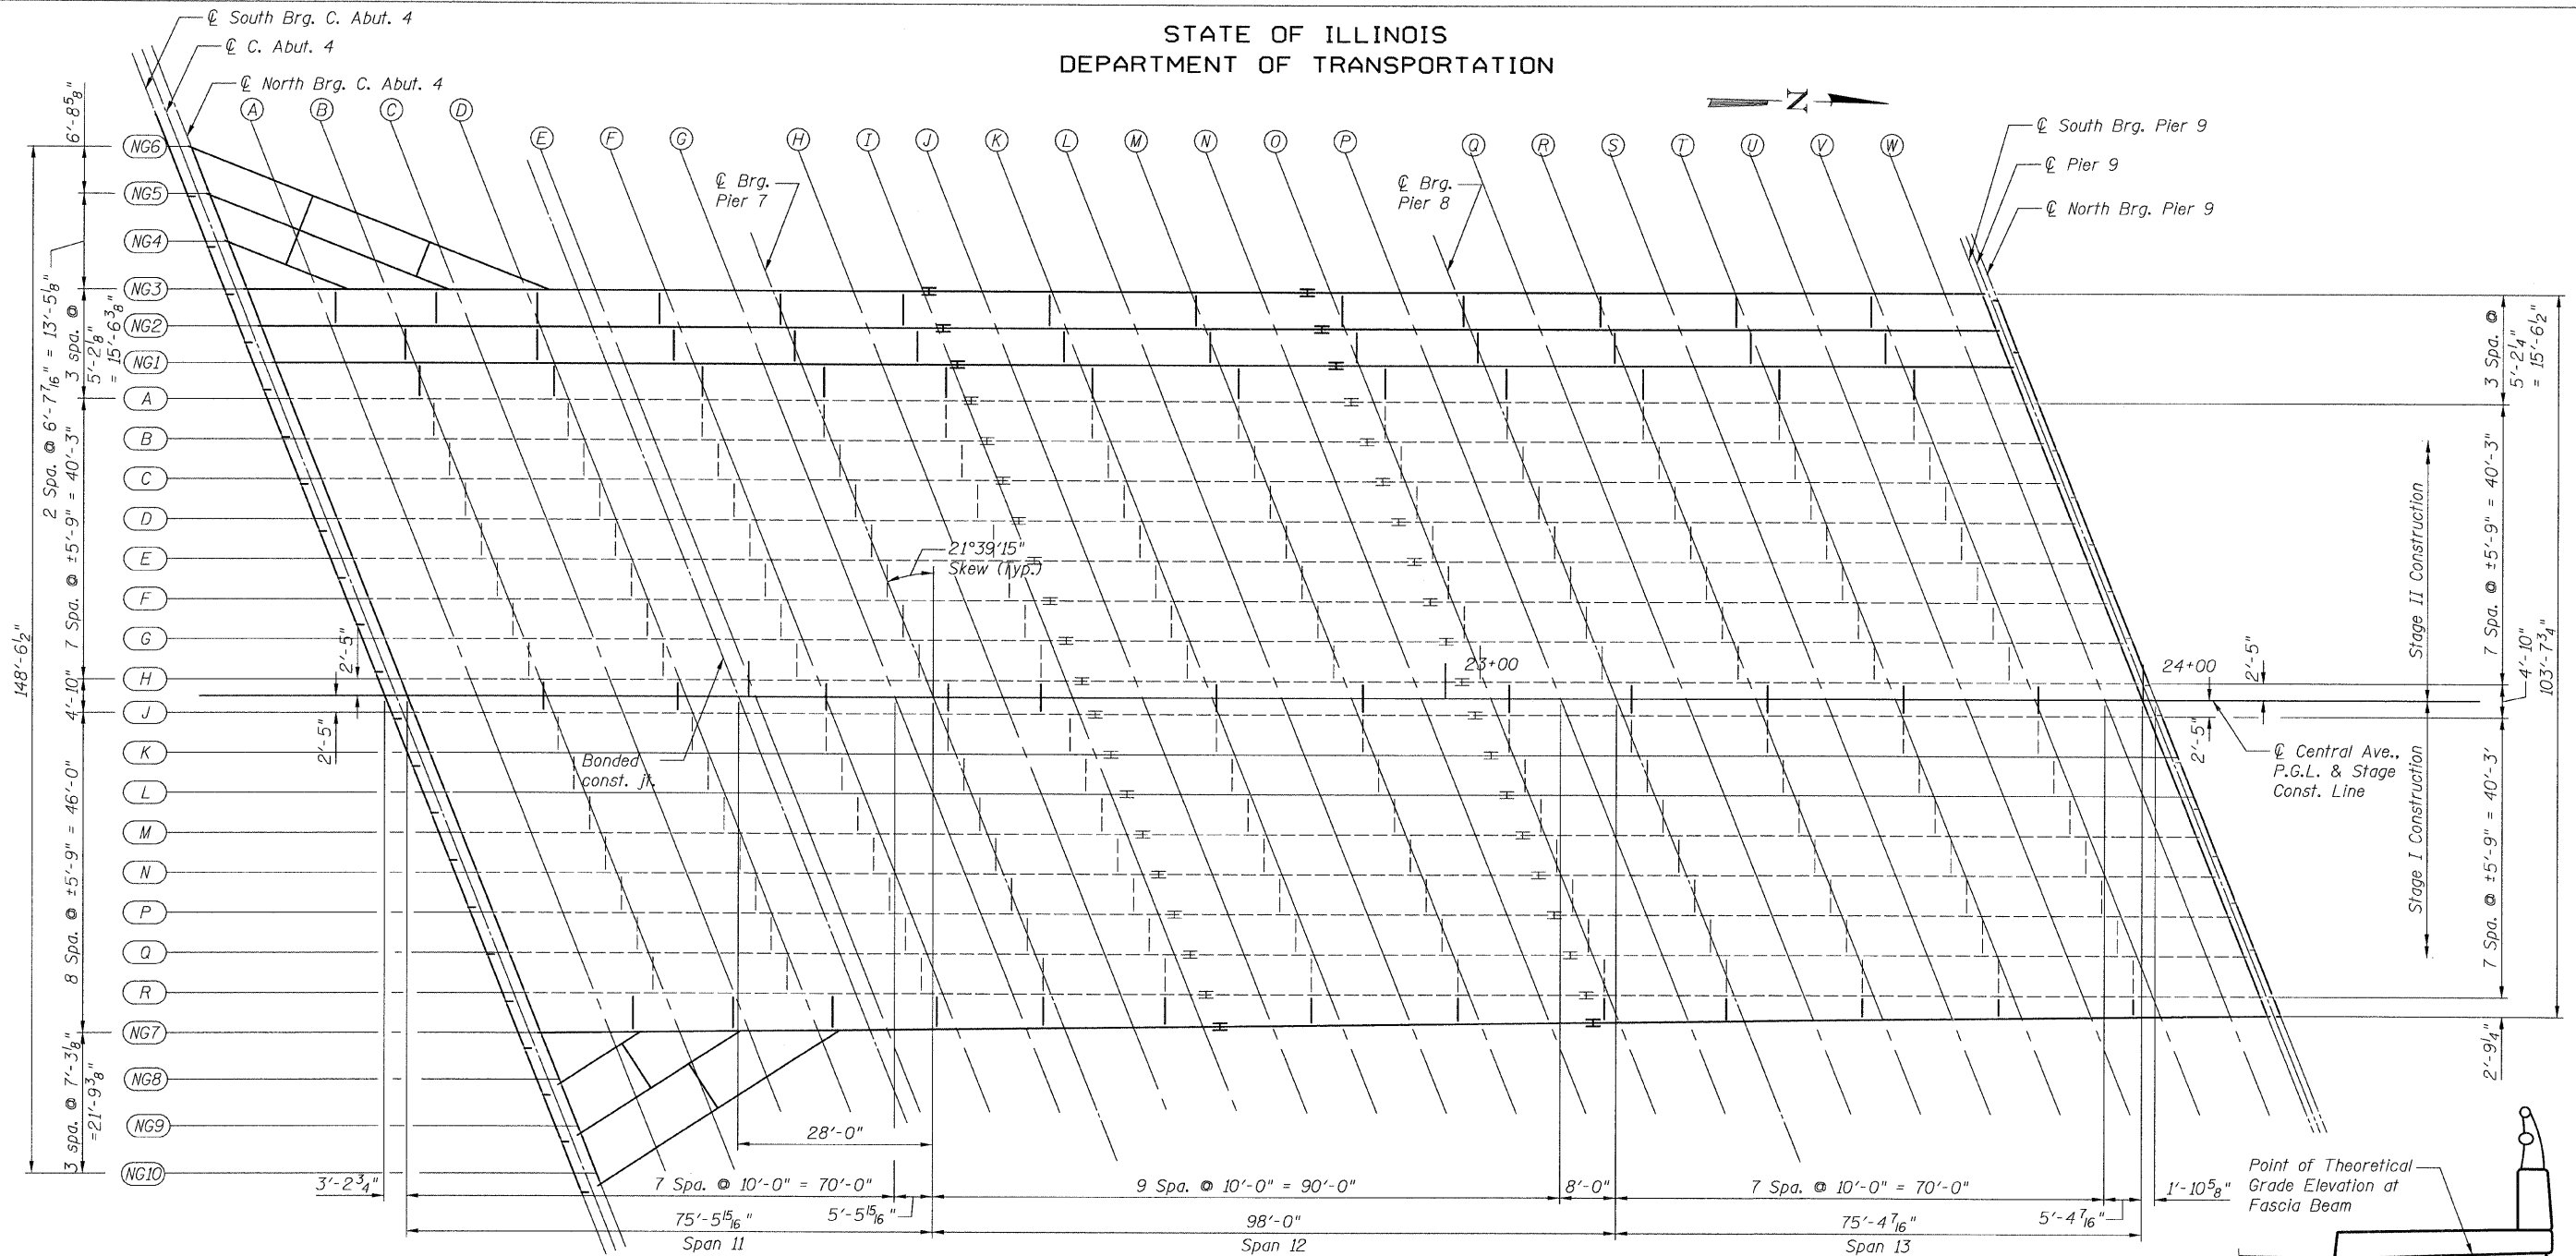 STATE OF ILLINOIS
DEPARTMENT OF TRANSPORTATION
℄ South Brg. C. Abut. 4
℄ C. Abut. 4
℄ North Brg. C. Abut. 4
A B C D E F G H I J K L M N O P Q R S T U V W
N
℄ Brg.
Pier 7
℄ Brg.
Pier 8
℄ South Brg. Pier 9
℄ Pier 9
℄ North Brg. Pier 9
NG6
NG5
NG4
NG3
NG2
NG1
A
B
C
D
E
F
G
H
J
K
L
M
N
P
Q
R
NG7
NG8
NG9
NG10
148'-6½"
6'-8⅝"
2 Spa. @ 6'-7⁷⁄₁₆" = 13'-5⅛"
3 spa. @
5'-2⅛"
= 15'-6⅜"
7 Spa. @ ±5'-9" = 40'-3"
4'-10"
8 Spa. @ ±5'-9" = 46'-0"
3 spa. @ 7'-3⅛"
=21'-9⅜"
2'-5"
2'-5"
21°39'15"
Skew (Typ.)
Bonded
const. jt.
23+00
24+00
2'-5"
2'-5"
℄ Central Ave.,
P.G.L. & Stage
Const. Line
Stage II Construction
Stage I Construction
3 Spa. @
5'-2¼"
= 15'-6½"
7 Spa. @ ±5'-9" = 40'-3"
4'-10"
103'-7¾"
7 Spa. @ ±5'-9" = 40'-3'
2'-9¼"
28'-0"
3'-2¾"
7 Spa. @ 10'-0" = 70'-0"
5'-5¹⁵⁄₁₆"
9 Spa. @ 10'-0" = 90'-0"
8'-0"
7 Spa. @ 10'-0" = 70'-0"
5'-4⁷⁄₁₆"
1'-10⅝"
75'-5¹⁵⁄₁₆"
Span 11
98'-0"
Span 12
75'-4⁷⁄₁₆"
Span 13
Point of Theoretical
Grade Elevation at
Fascia Beam